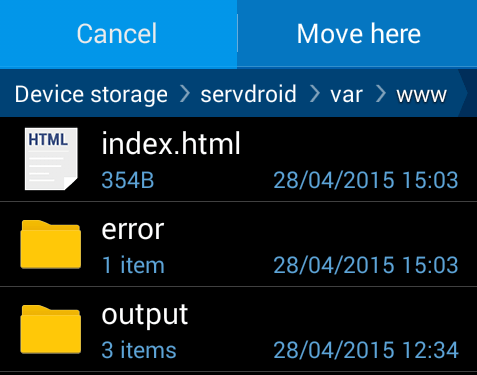 Cancel Move here
Device storage > servdroid > var > www
HTML
index.html
354B 28/04/2015 15:03
error
1 item 28/04/2015 15:03
output
3 items 28/04/2015 12:34